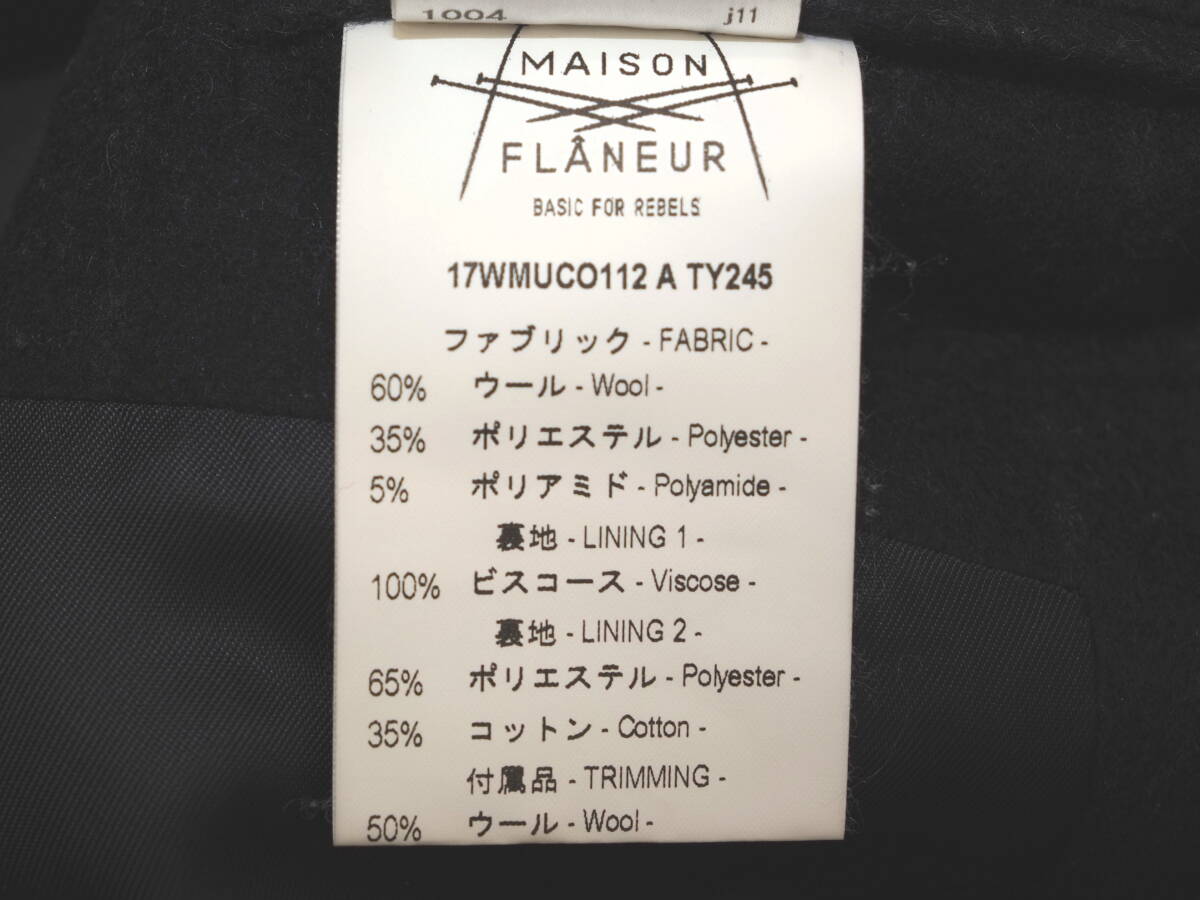 1004 j11
MAISON
FLÂNEUR
BASIC FOR REBELS
17WMUCO112 A TY245
ファブリック - FABRIC -
60% ウール - Wool -
35% ポリエステル - Polyester -
5% ポリアミド - Polyamide -
裏地 - LINING 1 -
100% ビスコース - Viscose -
裏地 - LINING 2 -
65% ポリエステル - Polyester -
35% コットン - Cotton -
付属品 - TRIMMING -
50% ウール - Wool -